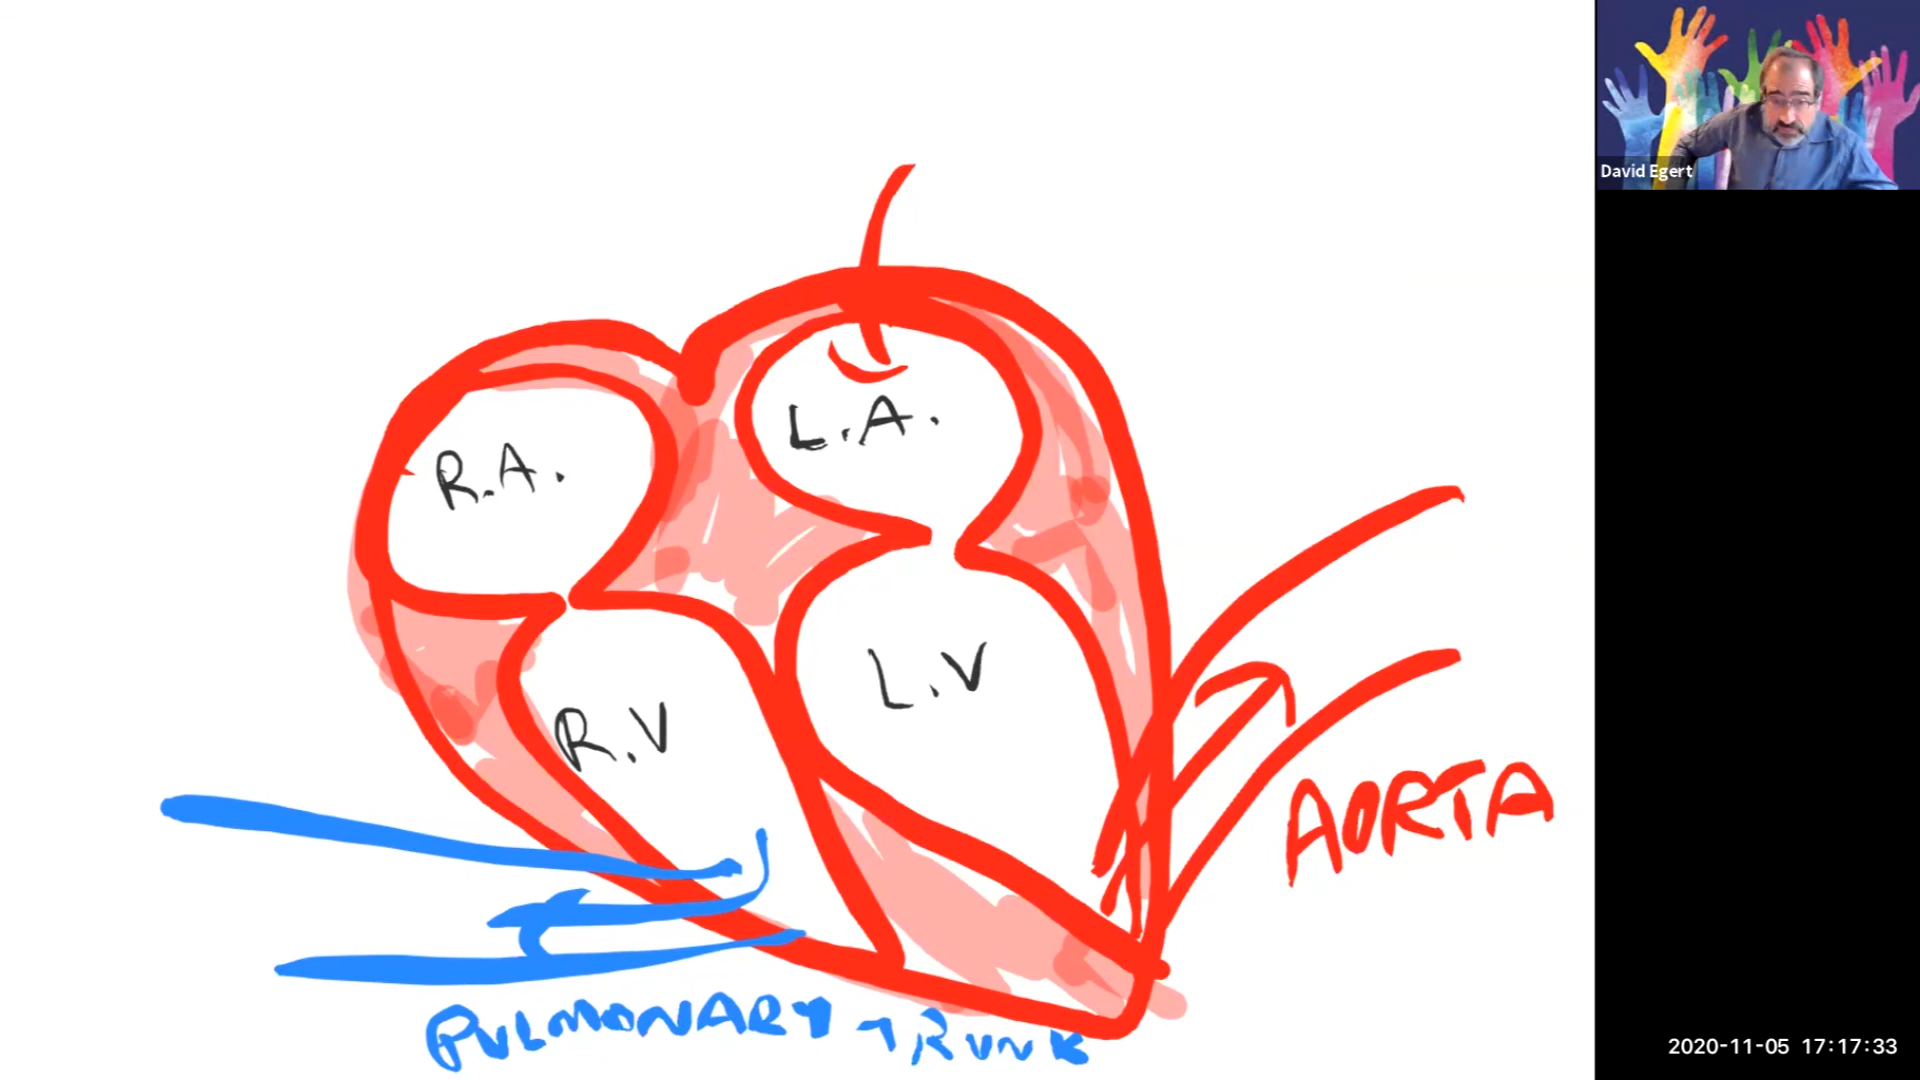 David Egert
L.A.
R.A.
L.V
R.V
AORTA
PULMONARY TRUNK
2020-11-05 17:17:33